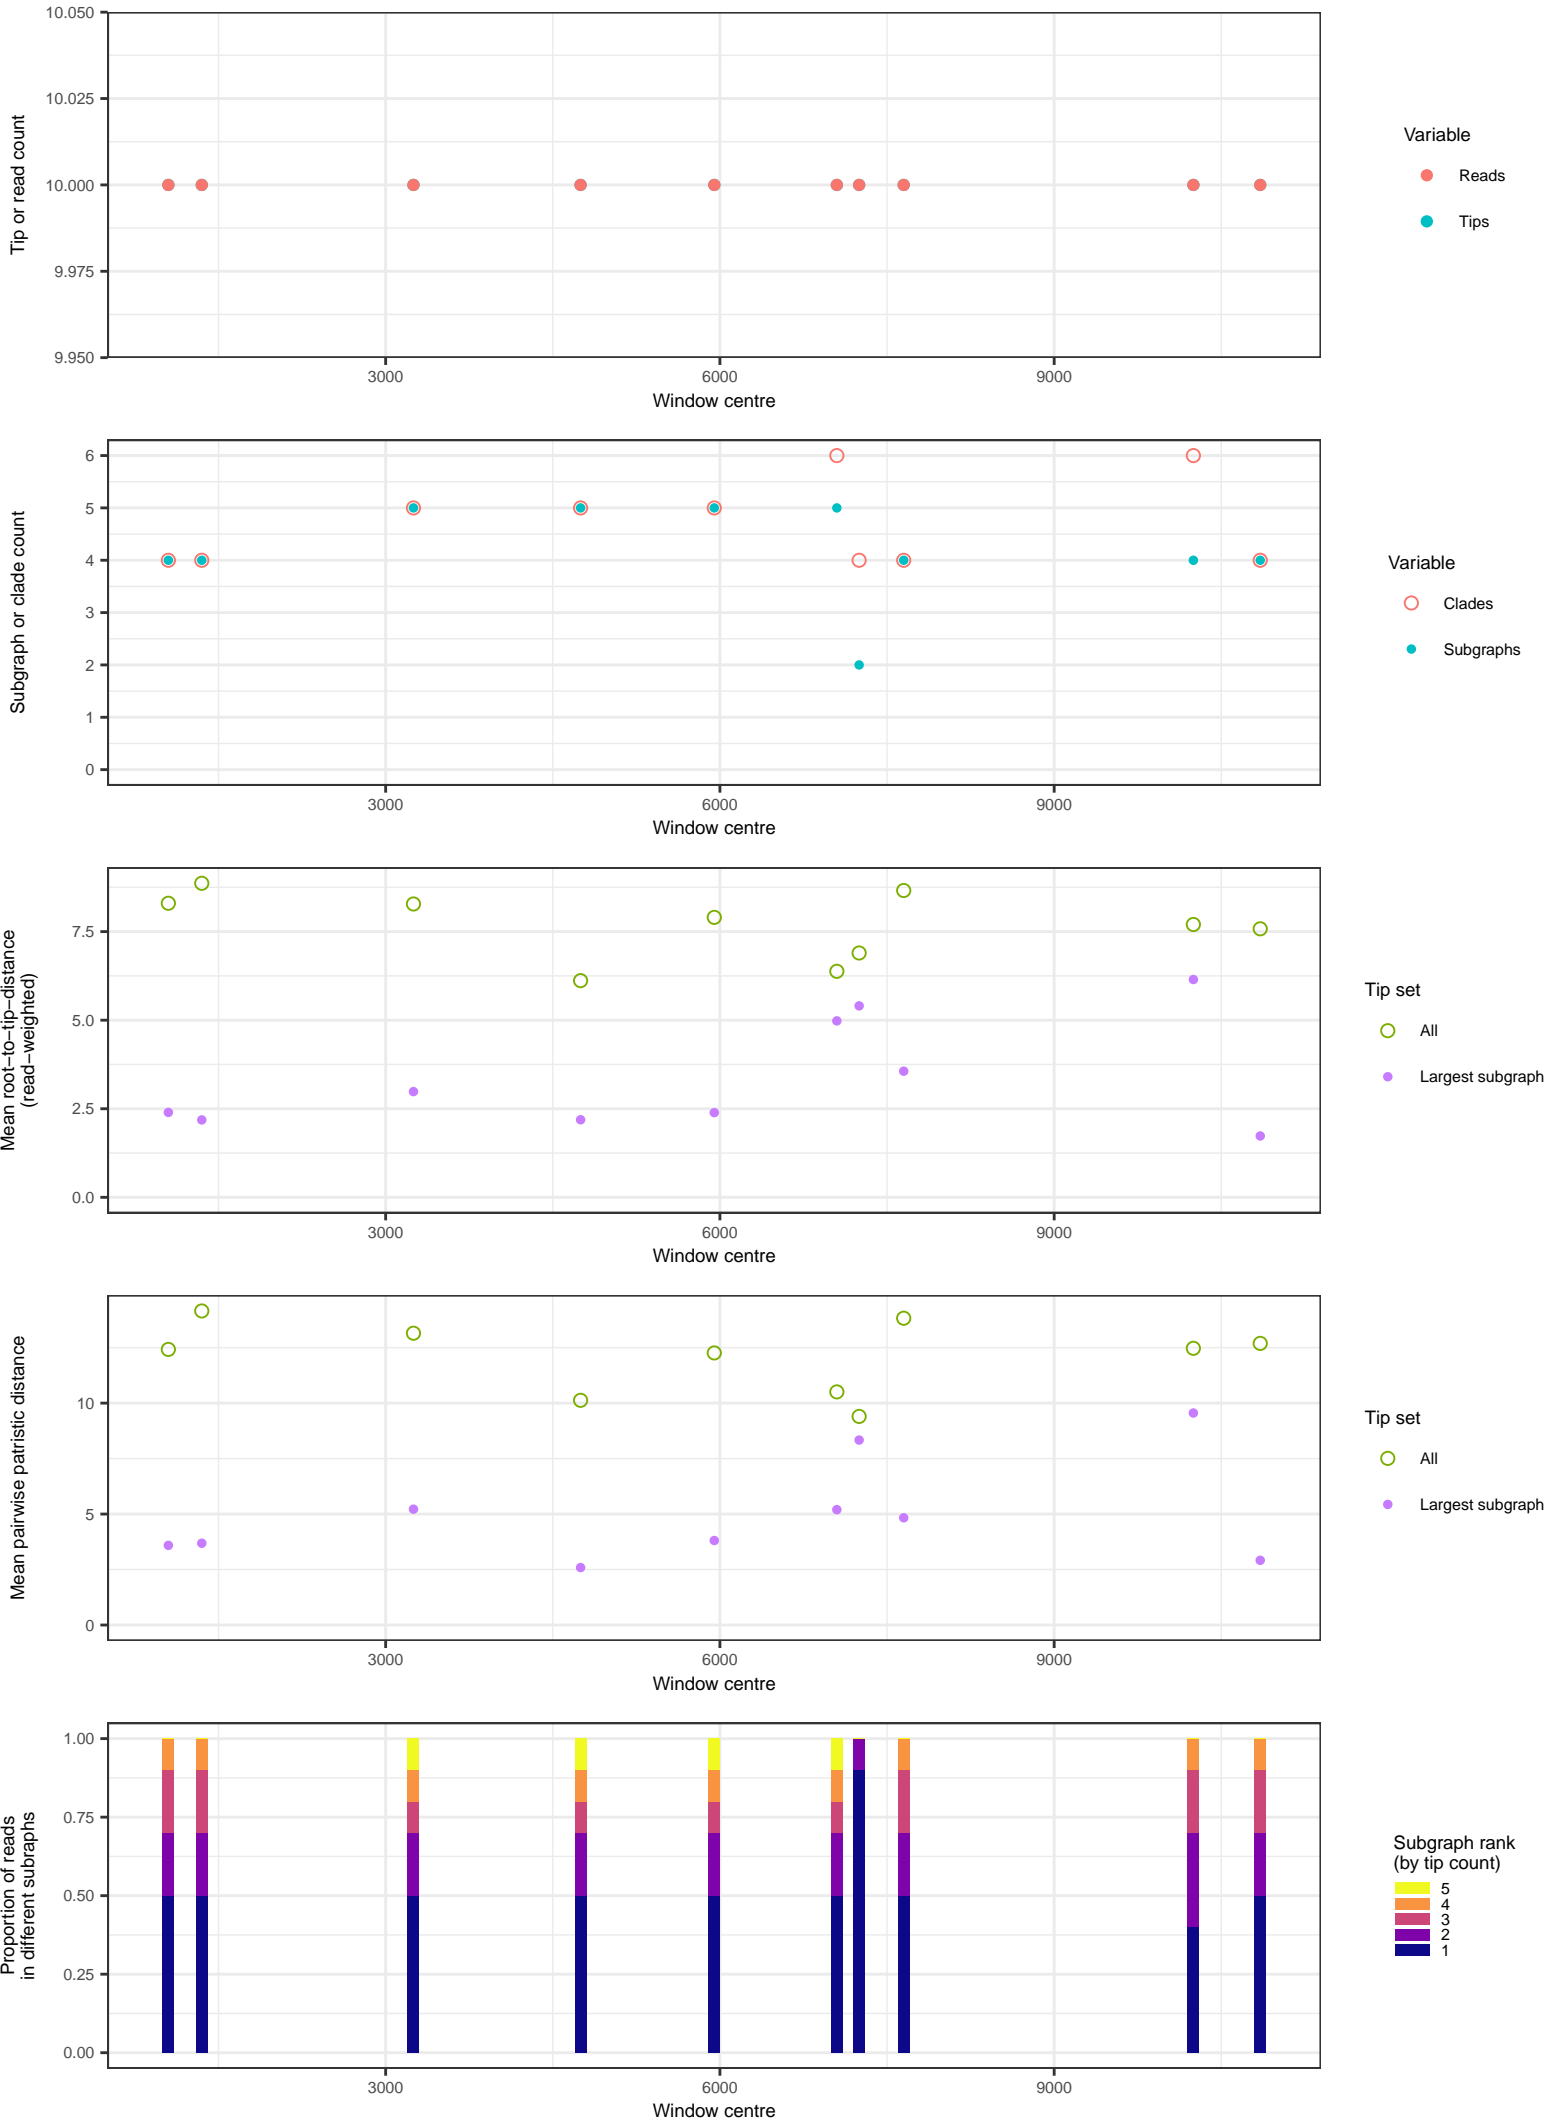 10.050
10.025
10.000
9.975
9.950
Tip or read count
3000
6000
9000
Window centre
Variable
Reads
Tips
6
5
4
3
2
1
0
Subgraph or clade count
3000
6000
9000
Window centre
Variable
Clades
Subgraphs
7.5
5.0
2.5
0.0
Mean root−to−tip−distance
(read−weighted)
3000
6000
9000
Window centre
Tip set
All
Largest subgraph
10
5
0
Mean pairwise patristic distance
3000
6000
9000
Window centre
Tip set
All
Largest subgraph
1.00
0.75
0.50
0.25
0.00
Proportion of reads
in different subraphs
3000
6000
9000
Window centre
Subgraph rank
(by tip count)
5
4
3
2
1